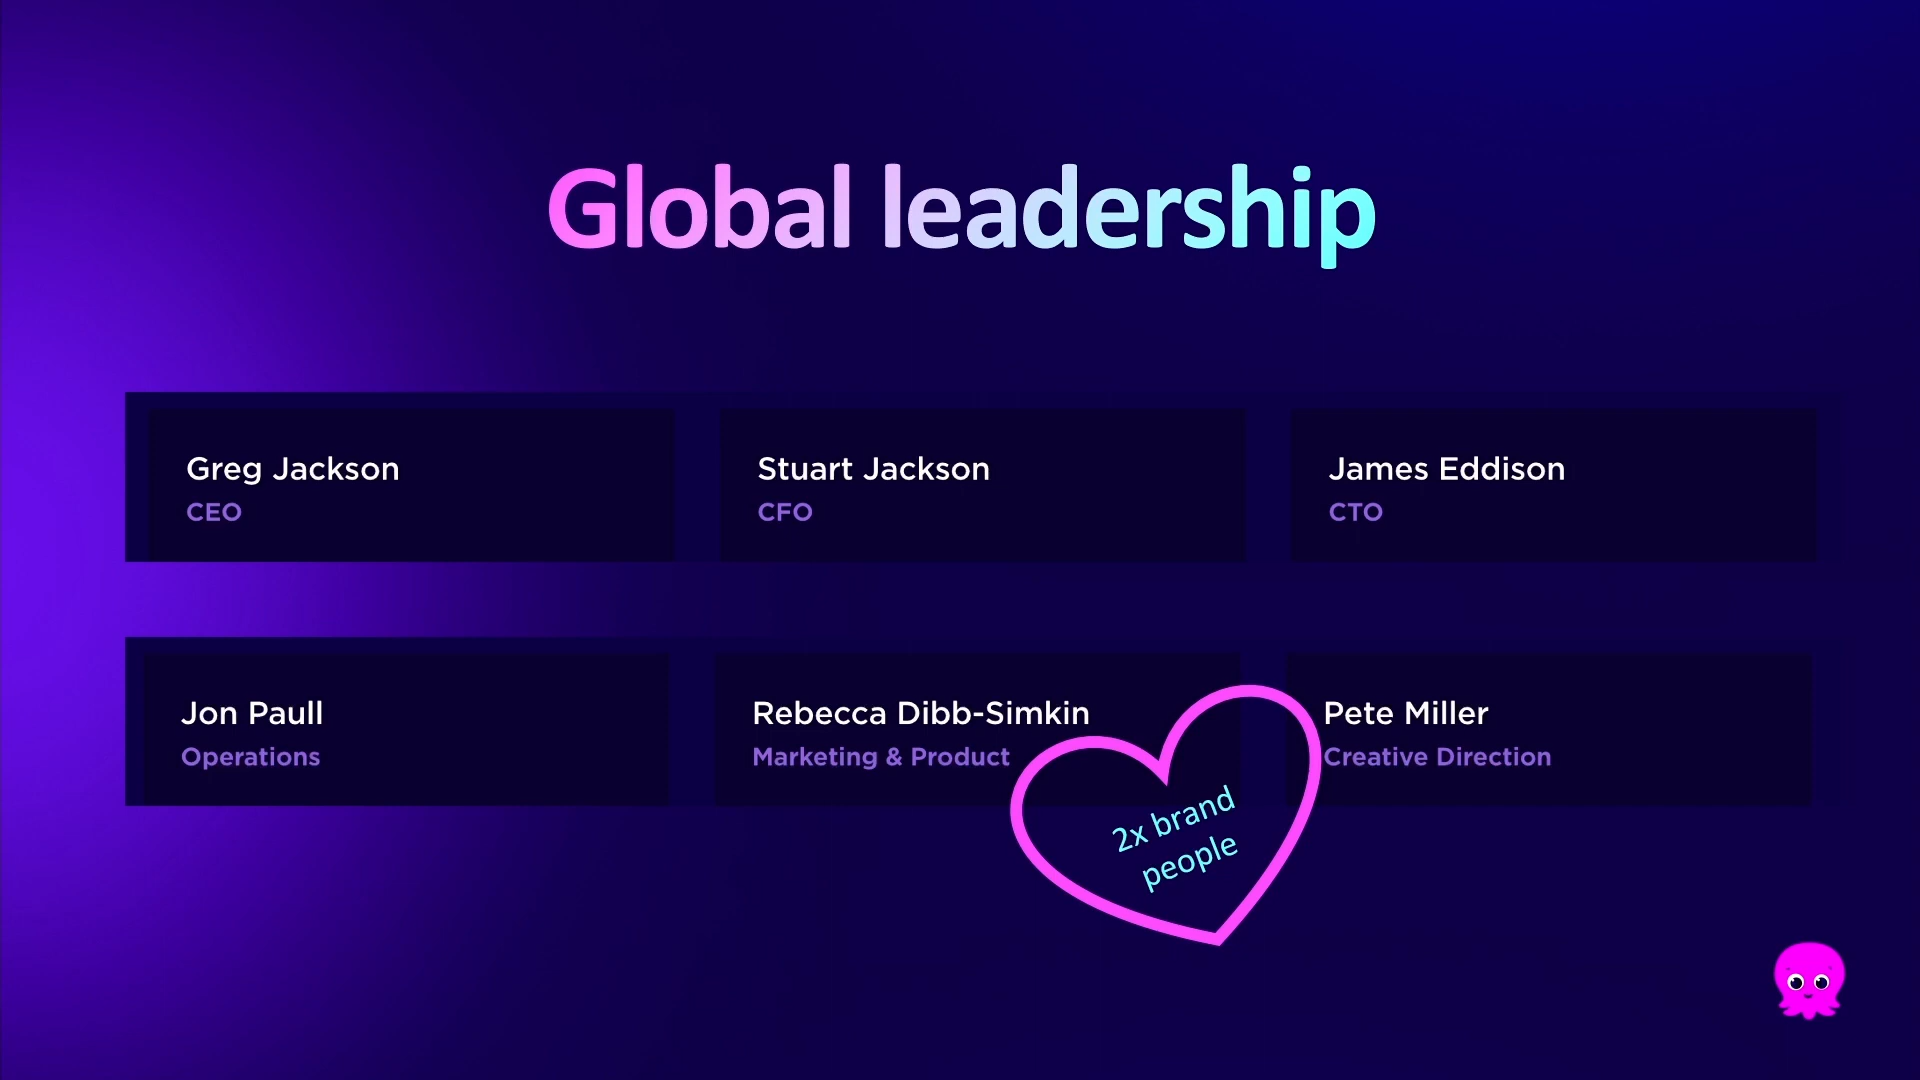 Global leadership
Greg Jackson
CEO
Stuart Jackson
CFO
James Eddison
CTO
Jon Paull
Operations
Rebecca Dibb-Simkin
Marketing & Product
Pete Miller
Creative Direction
2x brand
people